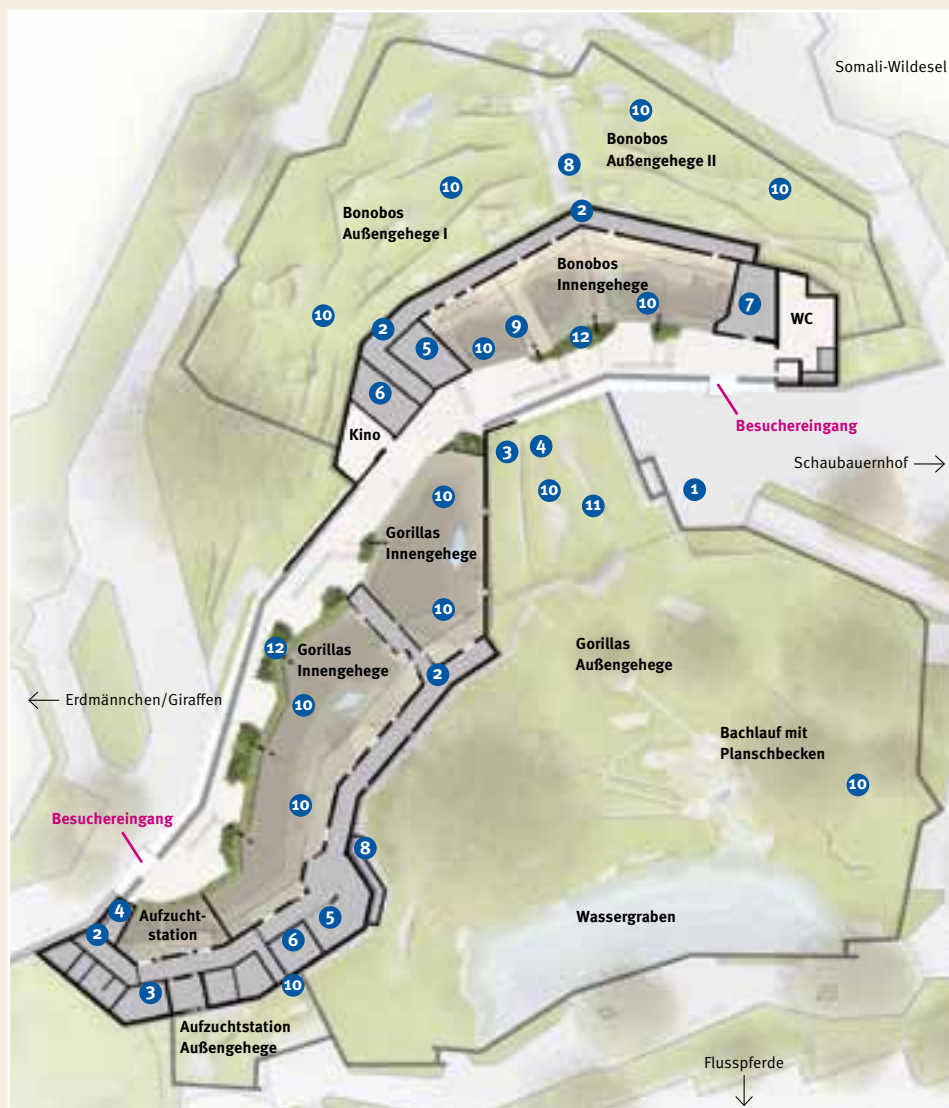 Somali-Wildesel
10
Bonobos
Außengehege II
8
10
10
Bonobos
Außengehege I
2
Bonobos
Innengehege
10
7
WC
10
2
9
12
5
10
6
Kino
Besuchereingang
3
4
Schaubauernhof →
10
11
1
10
Gorillas
Innengehege
10
12
Gorillas
Innengehege
2
Gorillas
Außengehege
← Erdmännchen/Giraffen
10
Bachlauf mit
Planschbecken
10
10
Besuchereingang
8
4
Aufzucht-
station
5
Wassergraben
2
6
3
10
Aufzuchtstation
Außengehege
Flusspferde
↓